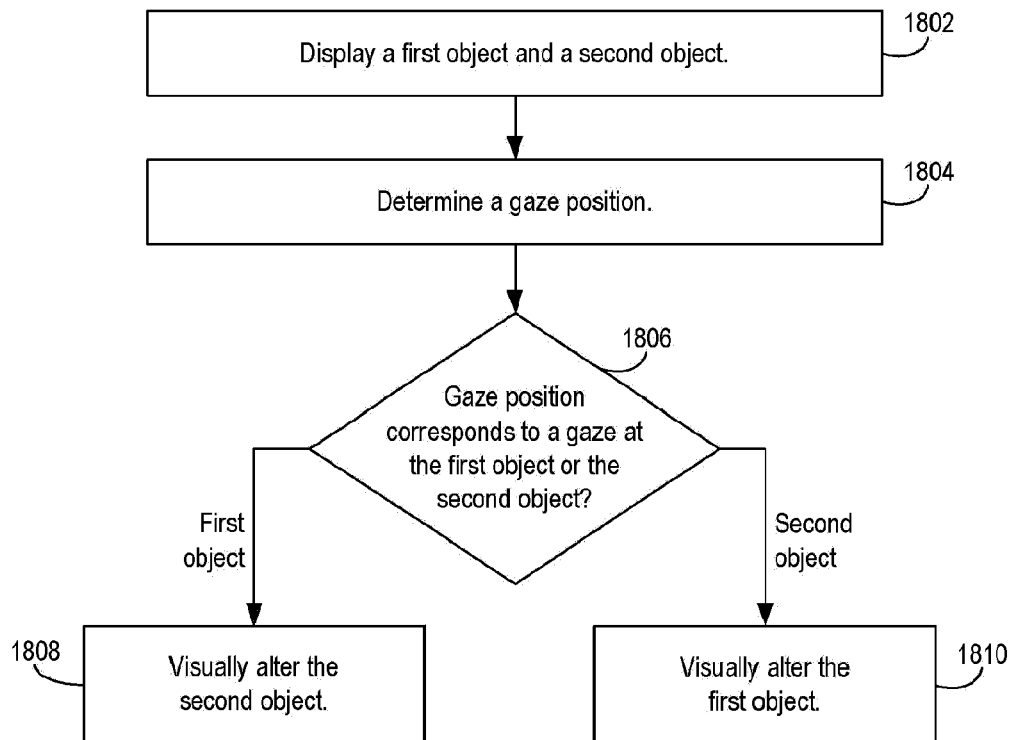 1802
Display a first object and a second object.
1804
Determine a gaze position.
1806
Gaze position
corresponds to a gaze at
the first object or the
second object?
First
object
Second
object
1808
Visually alter the
second object.
1810
Visually alter the
first object.